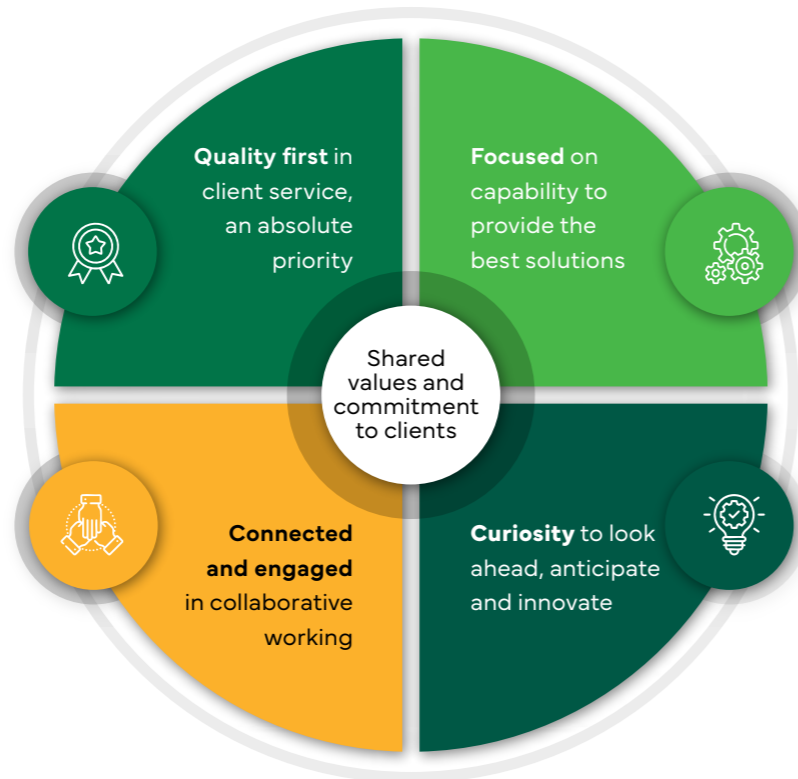 Quality first in
client service,
an absolute
priority
Focused on
capability to
provide the
best solutions
Shared
values and
commitment
to clients
Connected
and engaged
in collaborative
working
Curiosity to look
ahead, anticipate
and innovate